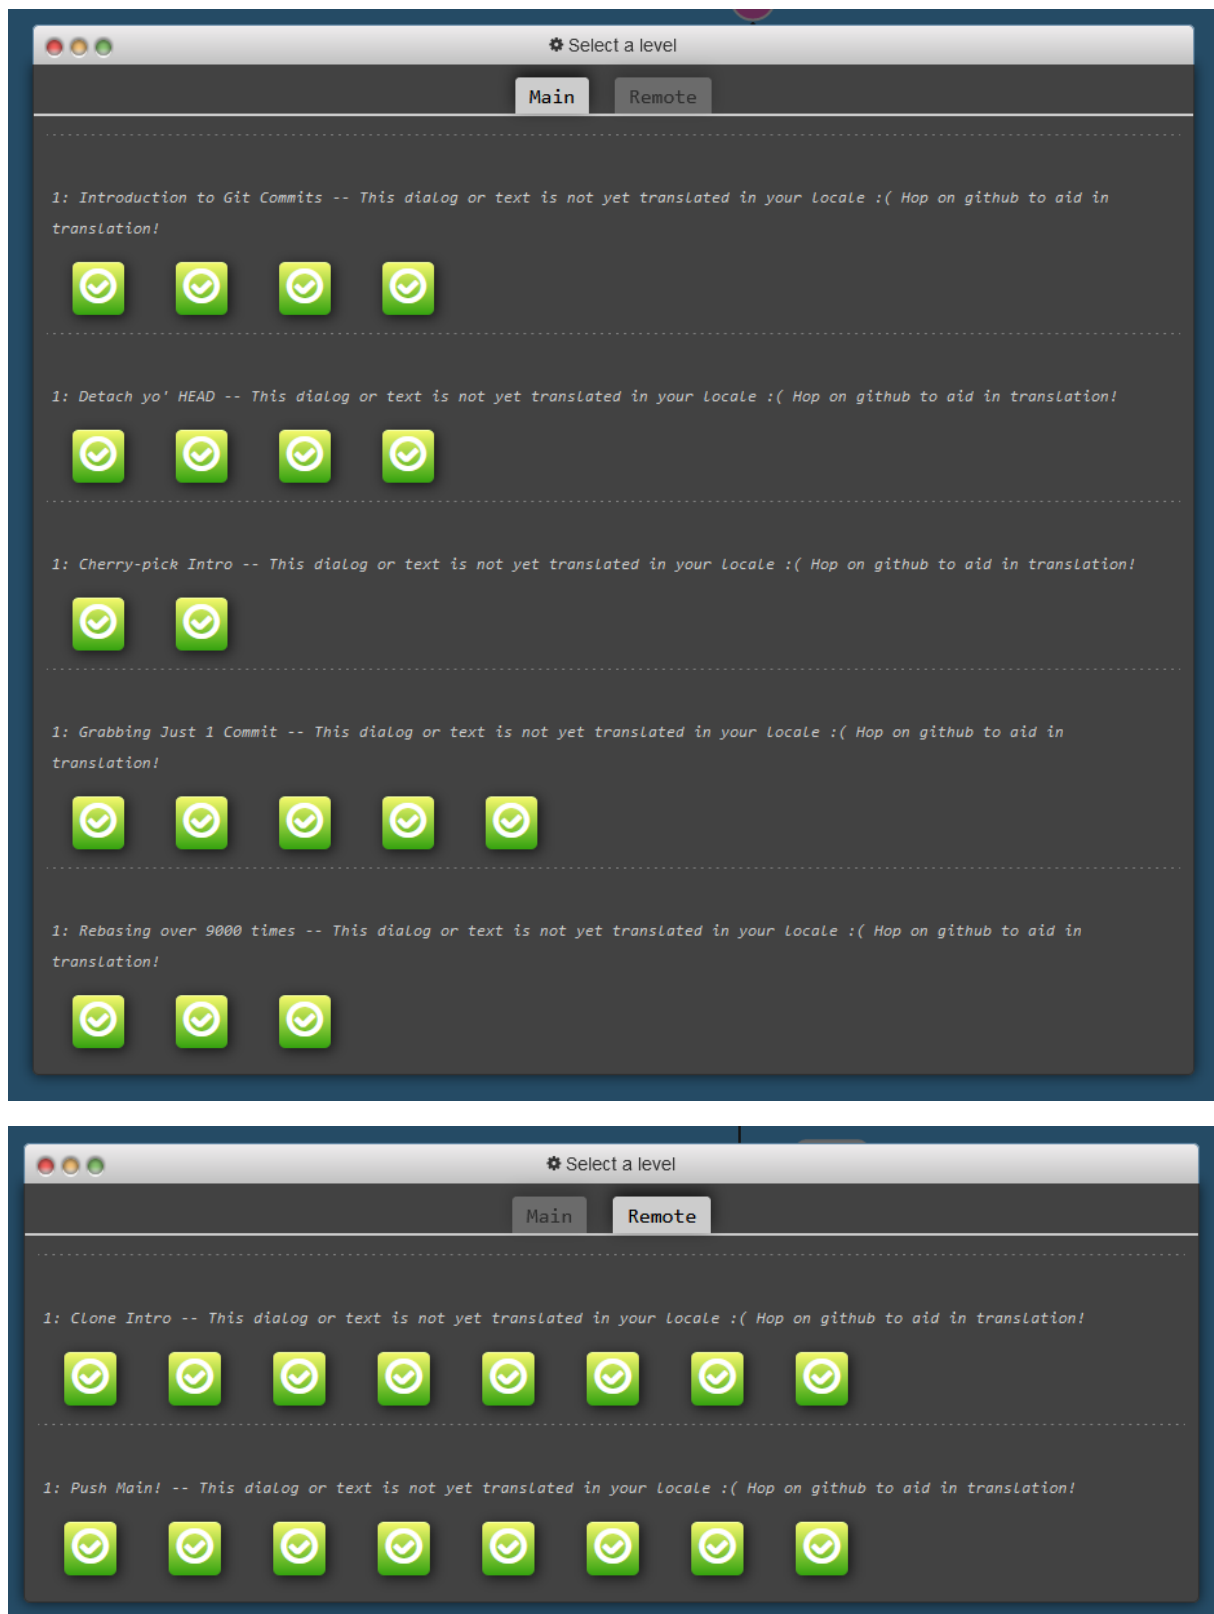 Select a level
Main Remote
1: Introduction to Git Commits -- This dialog or text is not yet translated in your locale :( Hop on github to aid in
translation!
1: Detach yo' HEAD -- This dialog or text is not yet translated in your locale :( Hop on github to aid in translation!
1: Cherry-pick Intro -- This dialog or text is not yet translated in your locale :( Hop on github to aid in translation!
1: Grabbing Just 1 Commit -- This dialog or text is not yet translated in your locale :( Hop on github to aid in
translation!
1: Rebasing over 9000 times -- This dialog or text is not yet translated in your locale :( Hop on github to aid in
translation!
Select a level
Main Remote
1: Clone Intro -- This dialog or text is not yet translated in your locale :( Hop on github to aid in translation!
1: Push Main! -- This dialog or text is not yet translated in your locale :( Hop on github to aid in translation!